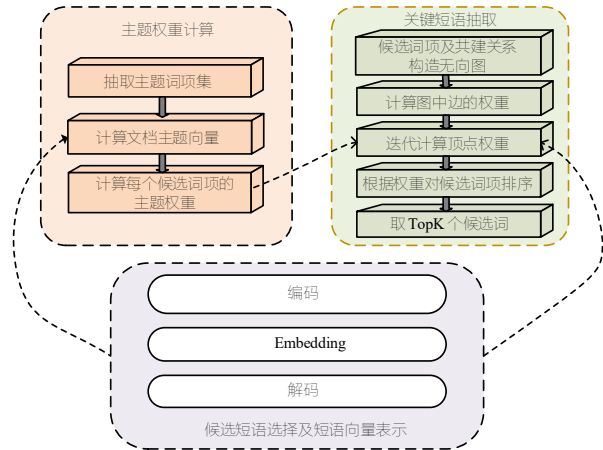 主题权重计算
抽取主题词项集
计算文档主题向量
计算每个候选词项的
主题权重
关键短语抽取
候选词项及共建关系
构造无向图
计算图中边的权重
迭代计算顶点权重
根据权重对候选词项排序
取 TopK 个候选词
编码
Embedding
解码
候选短语选择及短语向量表示